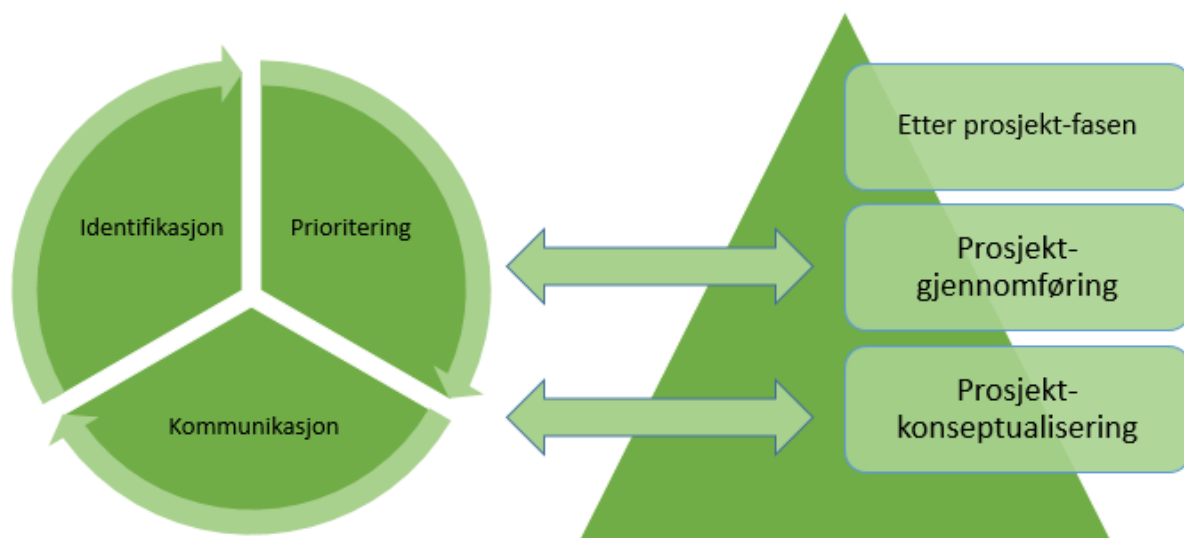 Identifikasjon
Prioritering
Kommunikasjon
Etter prosjekt-fasen
Prosjekt-
gjennomføring
Prosjekt-
konseptualisering